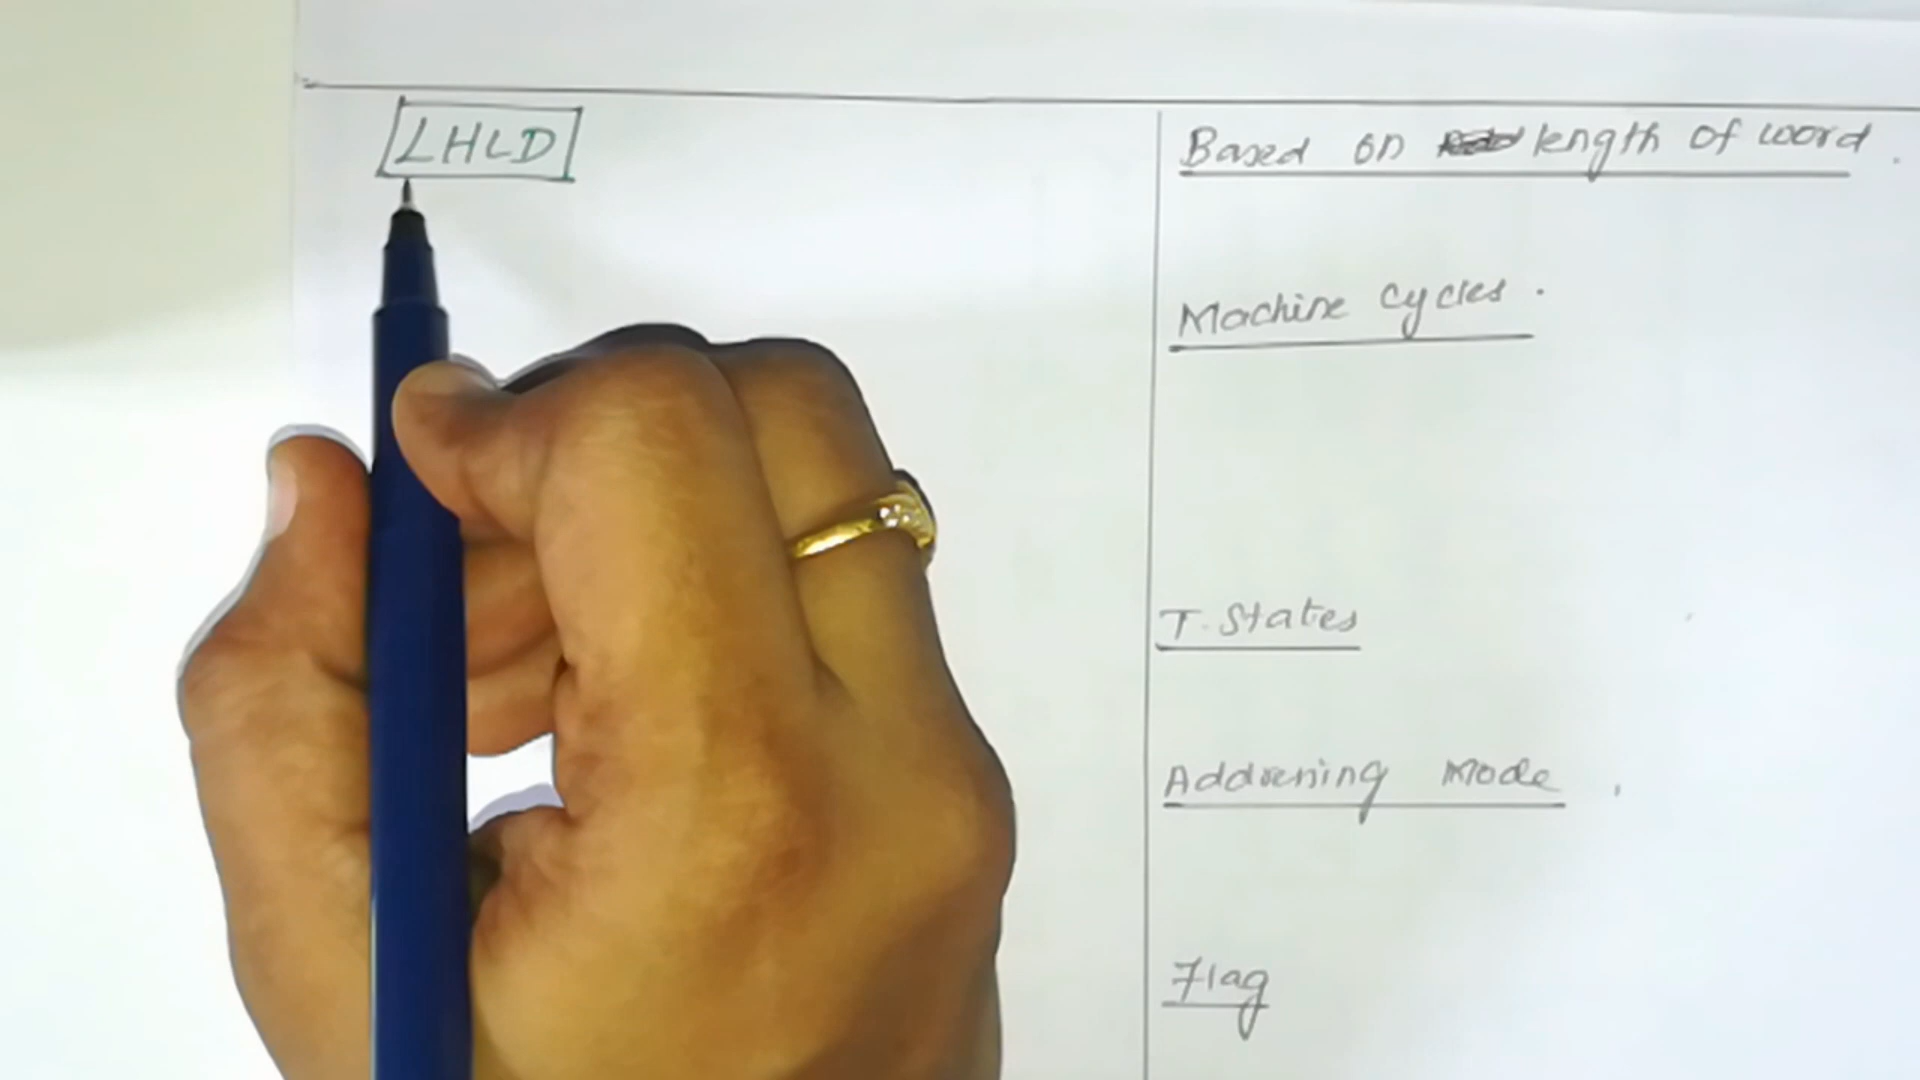 LHLD
Based on length of word.
Machine cycles.
T. States
Addressing Mode.
Flag